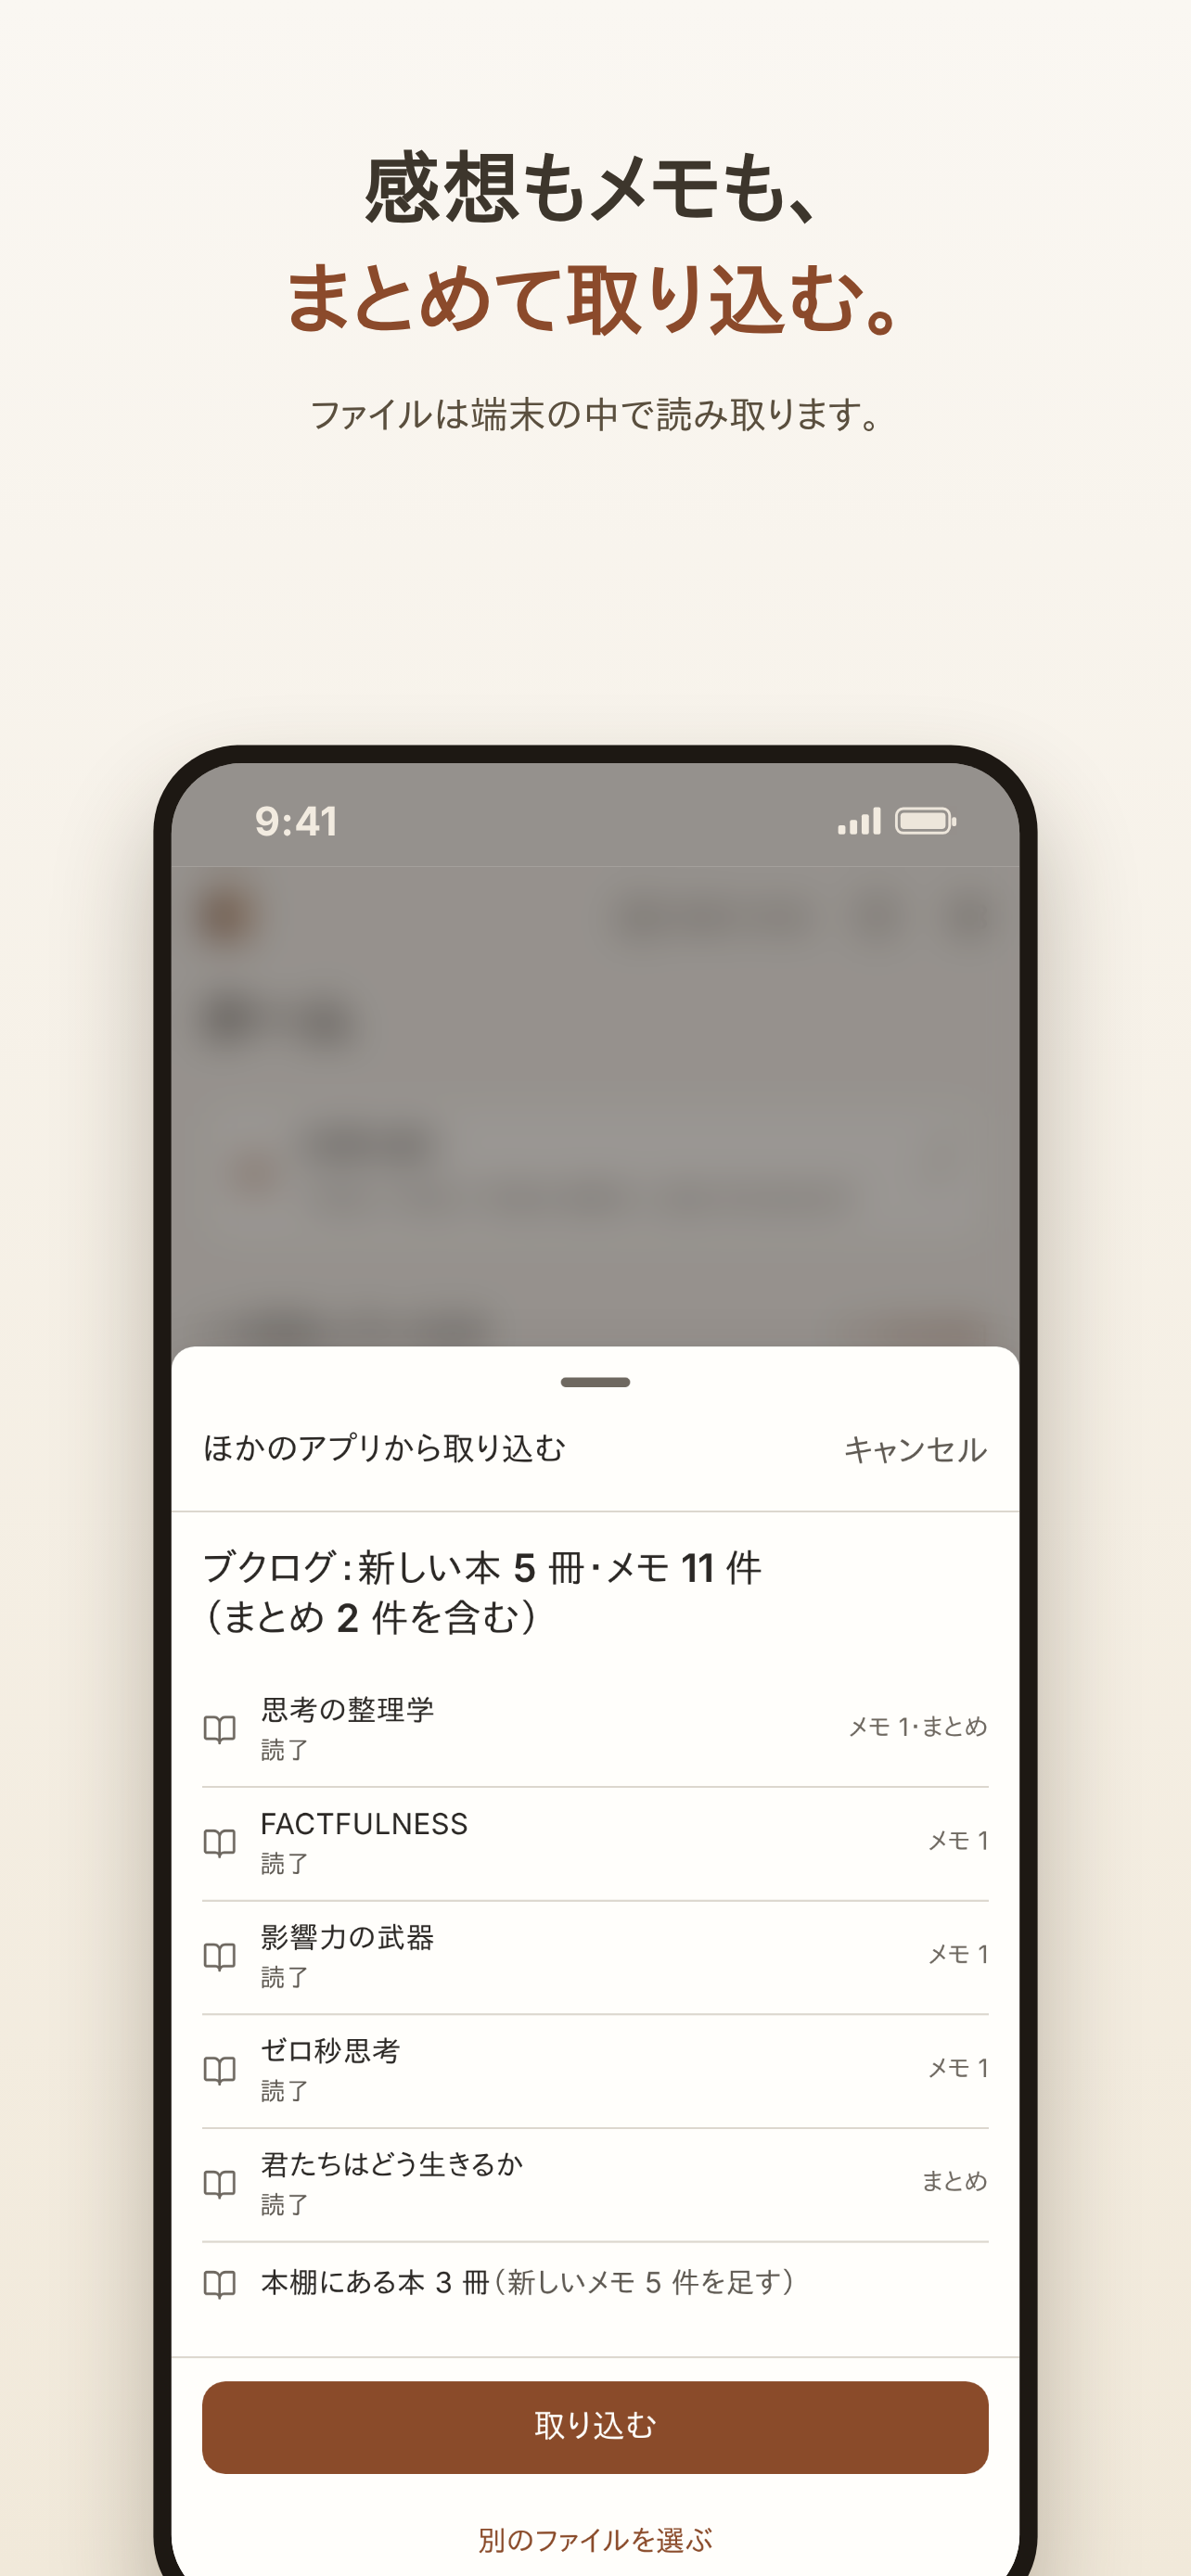 感想もメモも、
まとめて取り込む。
ファイルは端末の中で読み取ります。
9:41
ほかのアプリから取り込む
キャンセル
ブクログ：新しい本 5 冊・メモ 11 件
（まとめ 2 件を含む）
思考の整理学
読了
メモ 1・まとめ
FACTFULNESS
読了
メモ 1
影響力の武器
読了
メモ 1
ゼロ秒思考
読了
メモ 1
君たちはどう生きるか
読了
まとめ
本棚にある本 3 冊（新しいメモ 5 件を足す）
取り込む
別のファイルを選ぶ